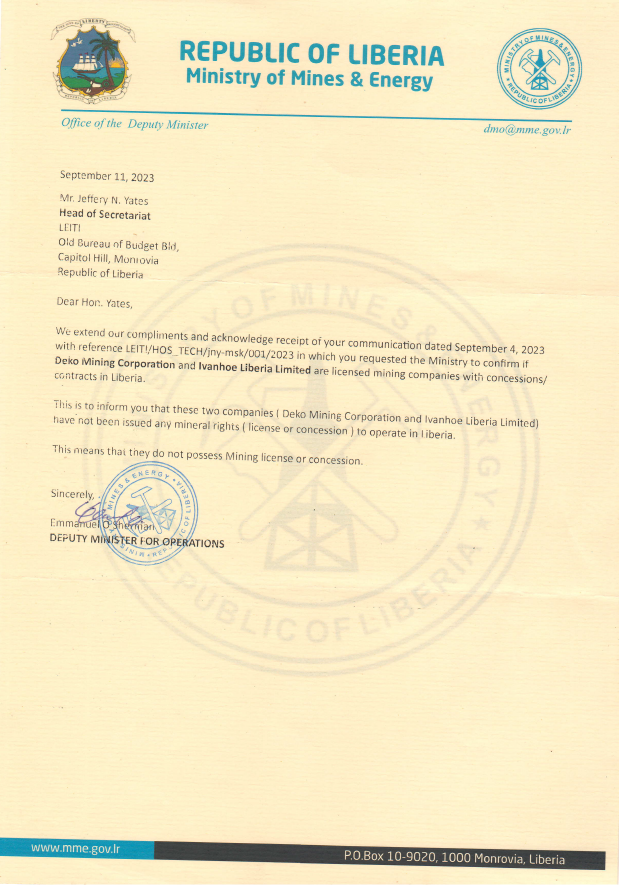 REPUBLIC OF LIBERIA
Ministry of Mines & Energy
MINISTRY OF MINES & ENERGY
REPUBLIC OF LIBERIA
Office of the Deputy Minister
dmo@mme.gov.lr
September 11, 2023
Mr. Jeffery N. Yates
Head of Secretariat
LEITI
Old Bureau of Budget Bld,
Capitol Hill, Monrovia
Republic of Liberia
Dear Hon. Yates,
We extend our compliments and acknowledge receipt of your communication dated September 4, 2023
with reference LEIT!/HOS_TECH/jny-msk/001/2023 in which you requested the Ministry to confirm if
Deko Mining Corporation and Ivanhoe Liberia Limited are licensed mining companies with concessions/
contracts in Liberia.
This is to inform you that these two companies ( Deko Mining Corporation and Ivanhoe Liberia Limited)
have not been issued any mineral rights ( license or concession ) to operate in Liberia.
This means that they do not possess Mining license or concession.
Sincerely,
Emmanuel O Sherman
DEPUTY MINISTER FOR OPERATIONS
MINISTRY OF MINES & ENERGY
REPUBLIC OF LIBERIA
www.mme.gov.lr
P.O.Box 10-9020, 1000 Monrovia, Liberia